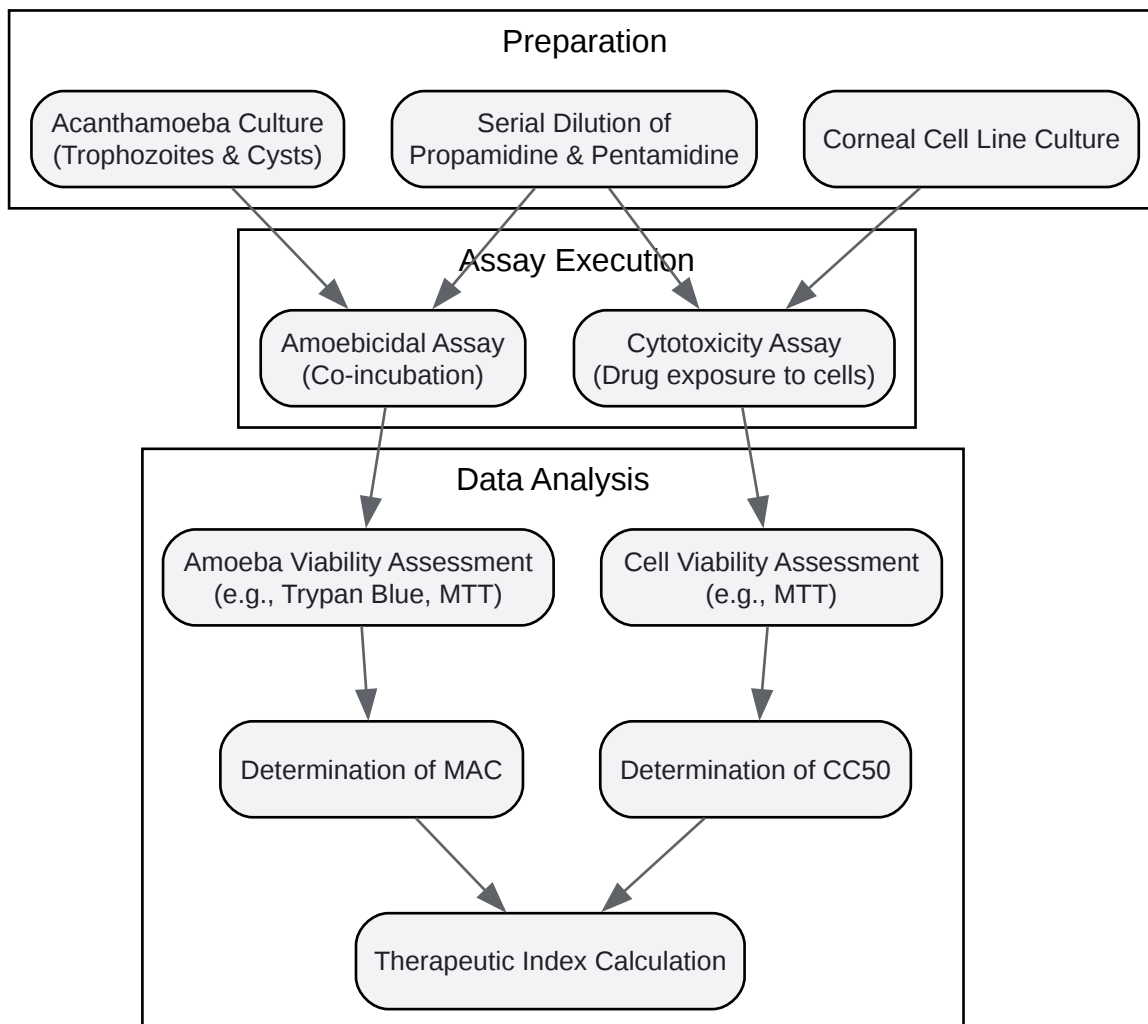 Preparation
Acanthamoeba Culture
(Trophozoites & Cysts)
Serial Dilution of
Propamidine & Pentamidine
Corneal Cell Line Culture
Assay Execution
Amoebicidal Assay
(Co-incubation)
Cytotoxicity Assay
(Drug exposure to cells)
Data Analysis
Amoeba Viability Assessment
(e.g., Trypan Blue, MTT)
Cell Viability Assessment
(e.g., MTT)
Determination of MAC
Determination of CC50
Therapeutic Index Calculation